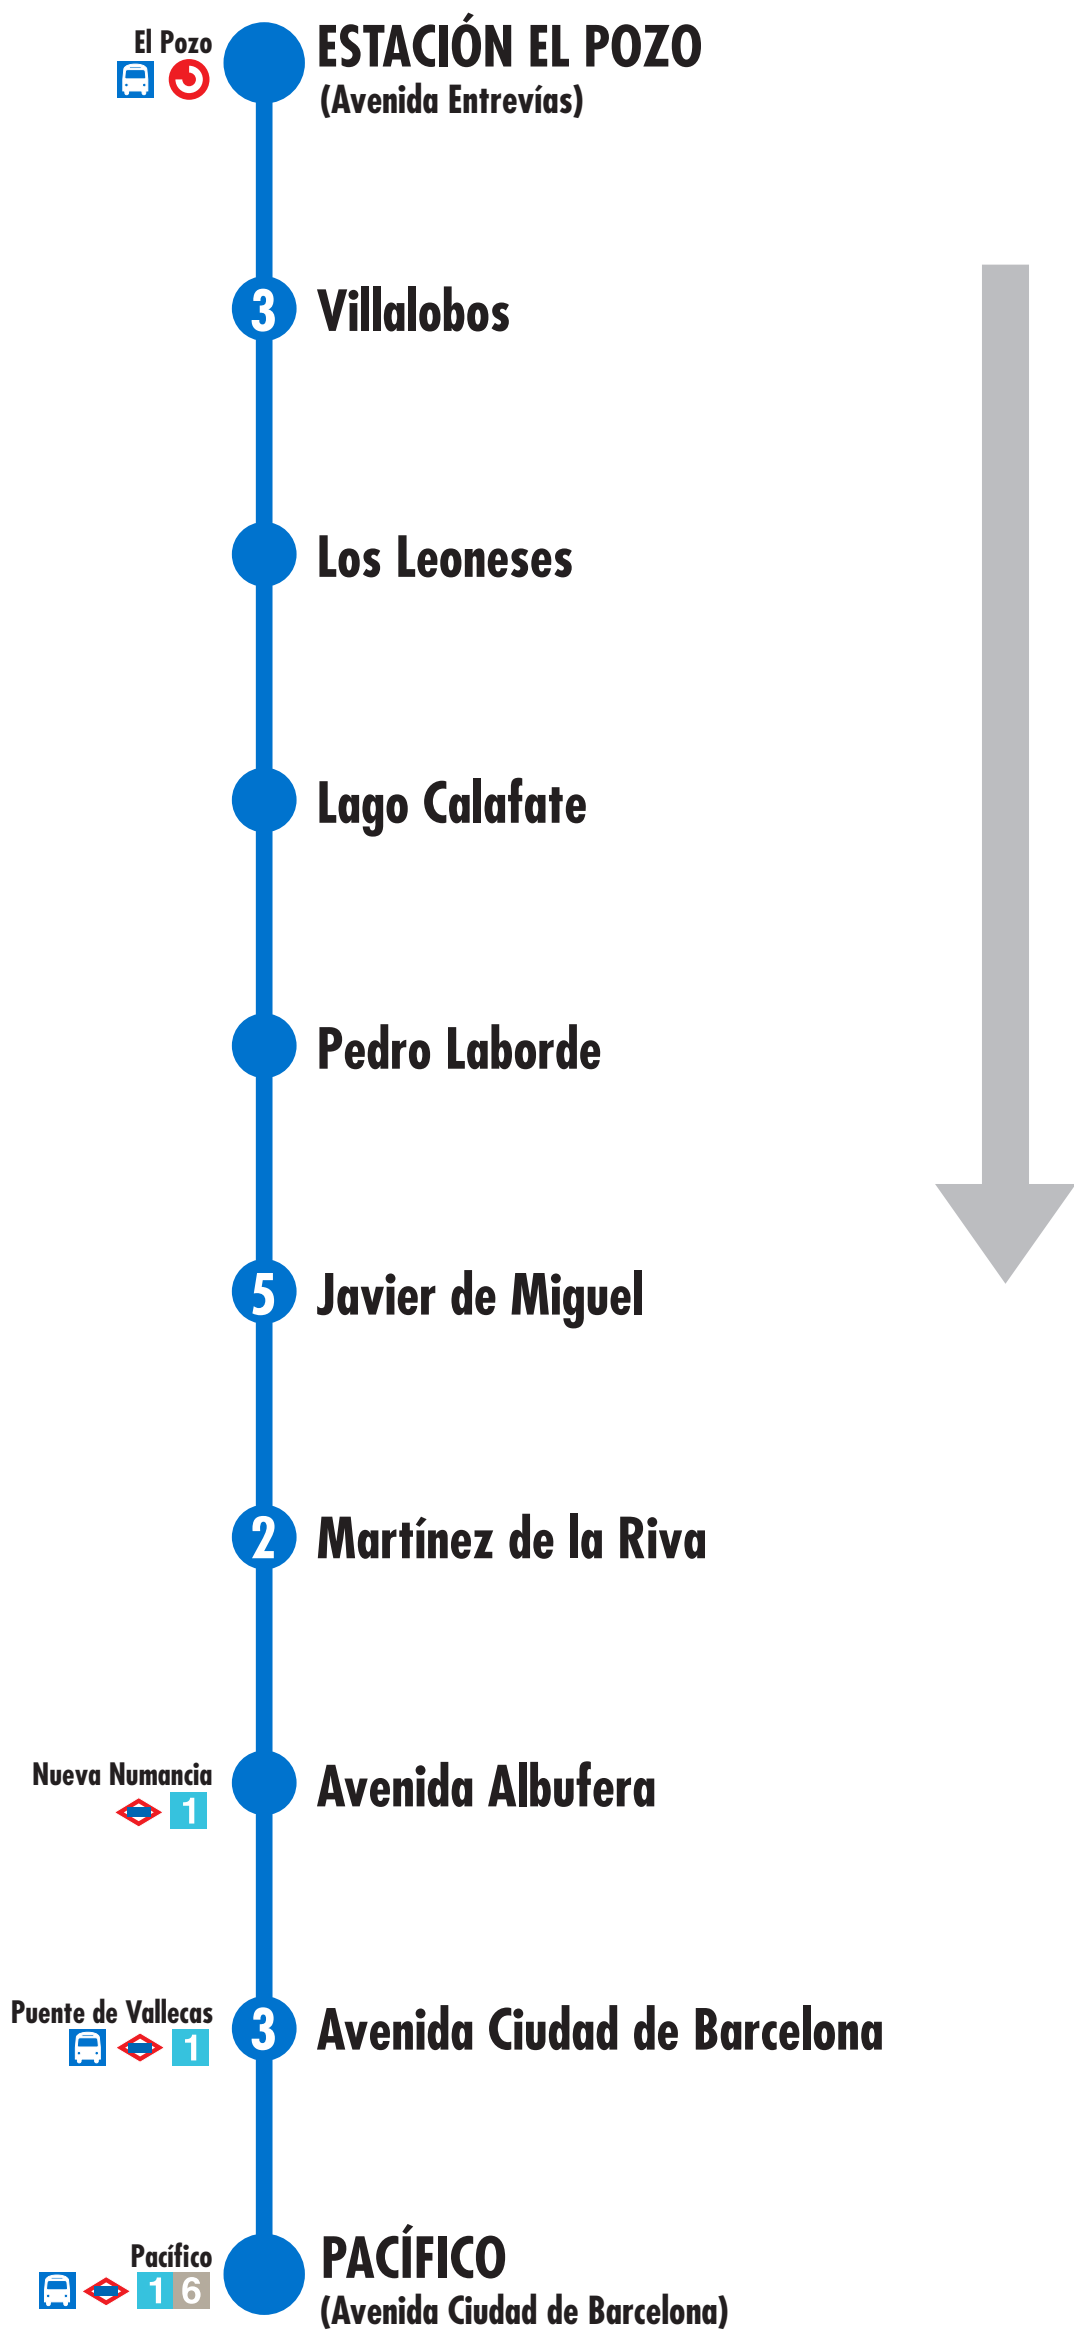 El Pozo
ESTACIÓN EL POZO
(Avenida Entrevías)
3 Villalobos
Los Leoneses
Lago Calafate
Pedro Laborde
5 Javier de Miguel
2 Martínez de la Riva
Nueva Numancia
1
Avenida Albufera
Puente de Vallecas
1
3 Avenida Ciudad de Barcelona
Pacífico
1 6
PACÍFICO
(Avenida Ciudad de Barcelona)